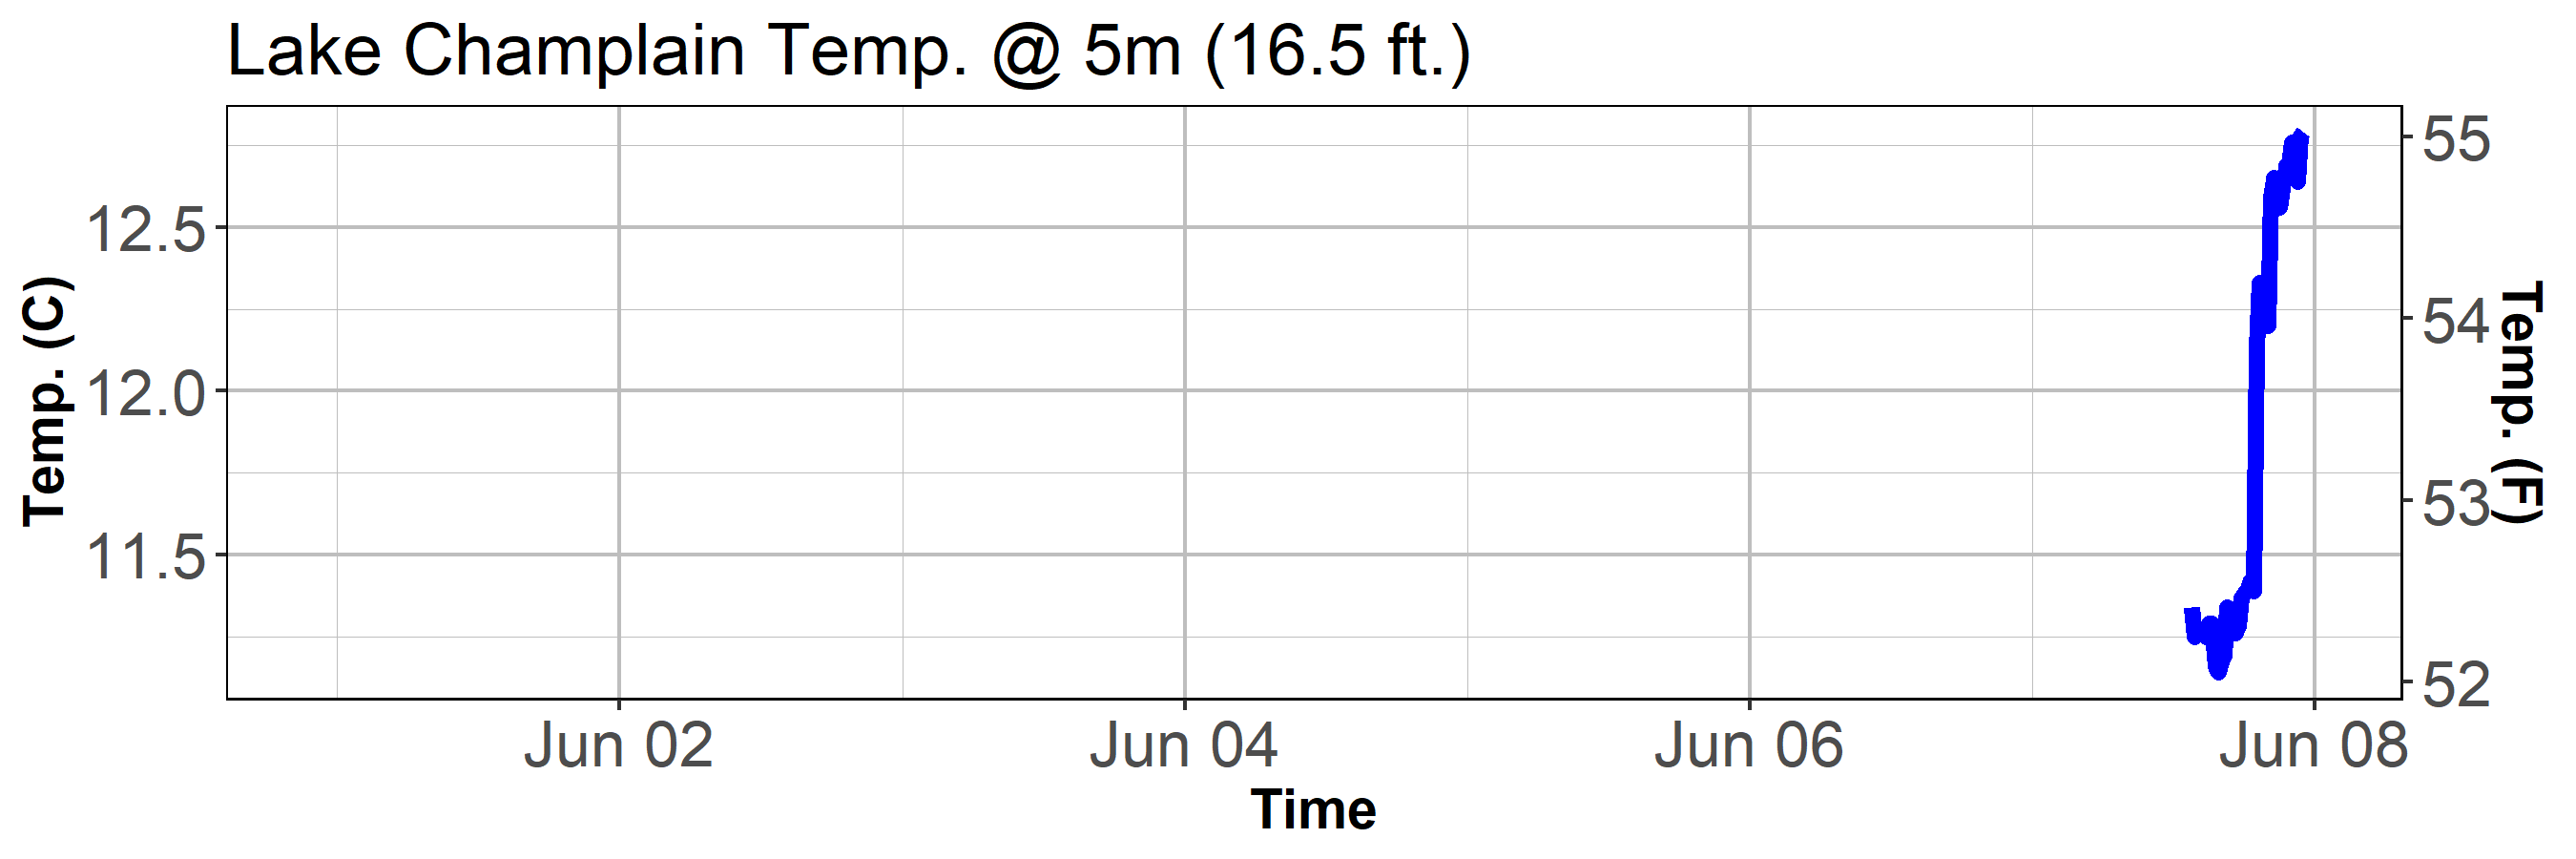 Lake Champlain Temp. @ 5m (16.5 ft.)
Temp. (C)
12.5
12.0
11.5
55
54
53
52
Temp. (F)
Jun 02 Jun 04 Jun 06 Jun 08
Time